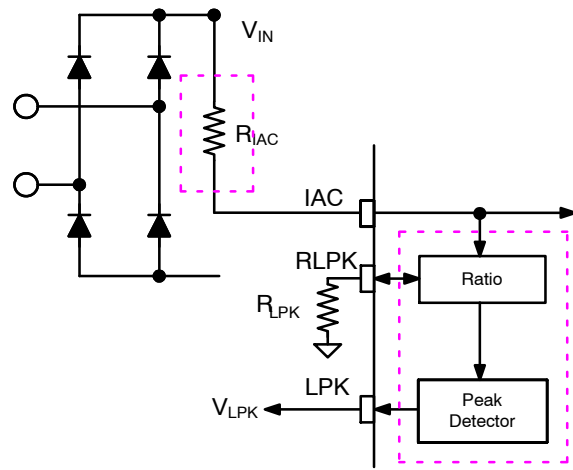 VIN
RIAC
IAC
RLPK
Ratio
RLPK
LPK
VLPK
Peak
Detector